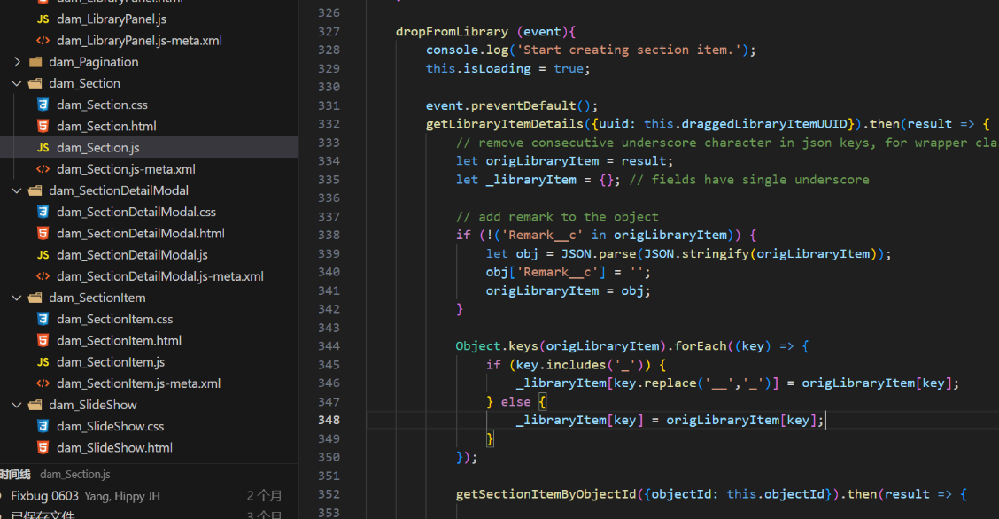 dam_LibraryPanel.html
dam_LibraryPanel.js
dam_LibraryPanel.js-meta.xml
dam_Pagination
dam_Section
dam_Section.css
dam_Section.html
dam_Section.js
dam_Section.js-meta.xml
dam_SectionDetailModal
dam_SectionDetailModal.css
dam_SectionDetailModal.html
dam_SectionDetailModal.js
dam_SectionDetailModal.js-meta.xml
dam_SectionItem
dam_SectionItem.css
dam_SectionItem.html
dam_SectionItem.js
dam_SectionItem.js-meta.xml
dam_SlideShow
dam_SlideShow.css
dam_SlideShow.html
时间线 dam_Section.js
Fixbug 0603 Yang, Flippy JH 2 个月
已保存文件 3 个月
326
327 dropFromLibrary (event){
328 console.log('Start creating section item.');
329 this.isLoading = true;
330
331 event.preventDefault();
332 getLibraryItemDetails({uuid: this.draggedLibraryItemUUID}).then(result => {
333 // remove consecutive underscore character in json keys, for wrapper cla
334 let origLibraryItem = result;
335 let _libraryItem = {}; // fields have single underscore
336
337 // add remark to the object
338 if (!('Remark__c' in origLibraryItem)) {
339 let obj = JSON.parse(JSON.stringify(origLibraryItem));
340 obj['Remark__c'] = '';
341 origLibraryItem = obj;
342 }
343
344 Object.keys(origLibraryItem).forEach((key) => {
345 if (key.includes('_')) {
346 _libraryItem[key.replace('__','_')] = origLibraryItem[key];
347 } else {
348 _libraryItem[key] = origLibraryItem[key];
349 }
350 });
351
352 getSectionItemByObjectId({objectId: this.objectId}).then(result => {
353